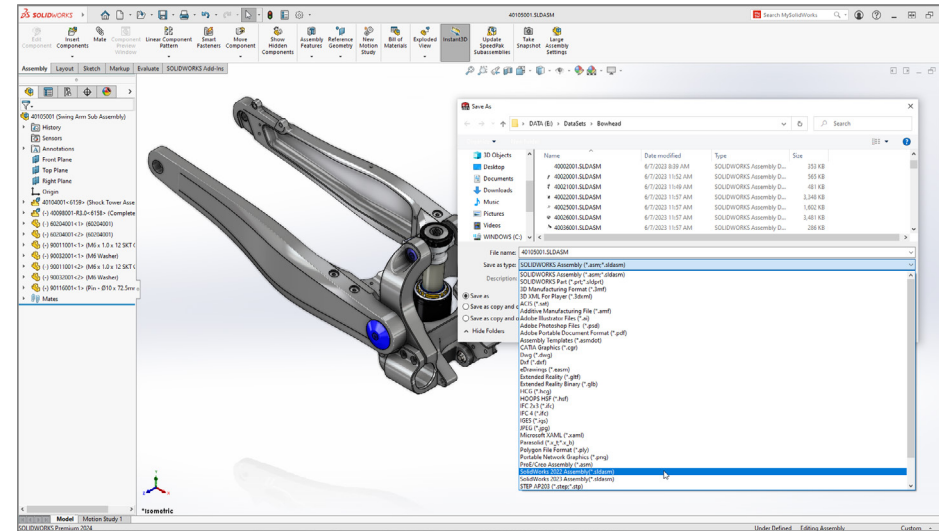 SOLIDWORKS
40105001.SLDASM
Search MySolidWorks
Edit Component
Insert Components
Mate
Component Preview Window
Linear Component Pattern
Smart Fasteners
Move Component
Show Hidden Components
Assembly Features
Reference Geometry
New Motion Study
Bill of Materials
Exploded View
Instant3D
Update SpeedPak Subassemblies
Take Snapshot
Large Assembly Settings
Assembly Layout Sketch Markup Evaluate SOLIDWORKS Add-Ins
40105001 (Swing Arm Sub Assembly)
History
Sensors
Annotations
Front Plane
Top Plane
Right Plane
Origin
40104001<6159> (Shock Tower Asse
(-) 40098001-R3.0<6158> (Complete
(-) 60204001<1> (60204001)
(-) 60204001<2> (60204001)
(-) 90011001<1> (M6 x 1.0 x 12 SKT C
(-) 90032001<1> (M6 Washer)
(-) 90011001<2> (M6 x 1.0 x 12 SKT C
(-) 90032001<2> (M6 Washer)
(-) 90116001<1> (Pin - Ø10 x 72.5mm
Mates
Save As
DATA (E:) › DataSets › Bowhead
Search
3D Objects
Desktop
Documents
Downloads
Music
Pictures
Videos
WINDOWS (C:)
Name Date modified Type Size
40002001.SLDASM 6/7/2023 8:39 AM SOLIDWORKS Assembly D... 353 KB
40020001.SLDASM 6/7/2023 11:52 AM SOLIDWORKS Assembly D... 563 KB
40021001.SLDASM 6/7/2023 11:49 AM SOLIDWORKS Assembly D... 481 KB
40022001.SLDASM 6/7/2023 11:57 AM SOLIDWORKS Assembly D... 3,348 KB
40025001.SLDASM 6/7/2023 11:57 AM SOLIDWORKS Assembly D... 1,602 KB
40026001.SLDASM 6/7/2023 11:57 AM SOLIDWORKS Assembly D... 3,481 KB
40036001.SLDASM 6/7/2023 11:57 AM SOLIDWORKS Assembly D... 286 KB
File name: 40105001.SLDASM
Save as type: SOLIDWORKS Assembly (*.asm;*.sldasm)
Description:
Save as
Save as copy and c
Save as copy and o
Hide Folders
SOLIDWORKS Assembly (*.asm;*.sldasm)
SOLIDWORKS Part (*.prt;*.sldprt)
3D Manufacturing Format (*.3mf)
3D XML For Player (*.3dxml)
ACIS (*.sat)
Additive Manufacturing File (*.amf)
Adobe Illustrator Files (*.ai)
Adobe Photoshop Files (*.psd)
Adobe Portable Document Format (*.pdf)
Assembly Templates (*.asmdot)
CATIA Graphics (*.cgr)
Dwg (*.dwg)
Dxf (*.dxf)
eDrawings (*.easm)
Extended Reality (*.gltf)
Extended Reality Binary (*.glb)
HCG (*.hcg)
HOOPS HSF (*.hsf)
IFC 2x3 (*.ifc)
IFC 4 (*.ifc)
IGES (*.igs)
JPEG (*.jpg)
Microsoft XAML (*.xaml)
Parasolid (*.x_t;*.x_b)
Polygon File Format (*.ply)
Portable Network Graphics (*.png)
ProE/Creo Assembly (*.asm)
SolidWorks 2022 Assembly(*.sldasm)
SolidWorks 2023 Assembly(*.sldasm)
STEP AP203 (*.step;*.stp)
*Isometric
Model Motion Study 1
SOLIDWORKS Premium 2024
Under Defined Editing Assembly Custom